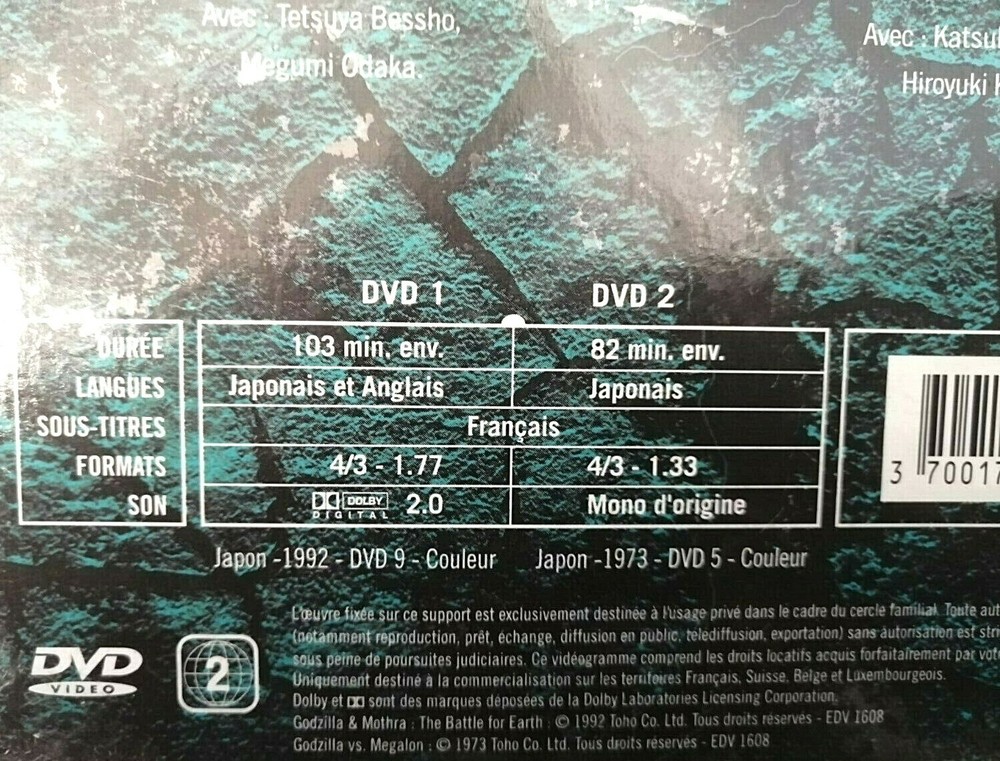 Avec : Tetsuya Bessho,
Megumi Odaka.
Avec : Katsu
Hiroyuki K
DVD 1 DVD 2
DURÉE 103 min. env. 82 min. env.
LANGUES Japonais et Anglais Japonais
SOUS-TITRES Français
FORMATS 4/3 - 1.77 4/3 - 1.33
SON DOLBY DIGITAL 2.0 Mono d'origine
3 70017
Japon -1992 - DVD 9 - Couleur Japon -1973 - DVD 5 - Couleur
L'œuvre fixée sur ce support est exclusivement destinée à l'usage privé dans le cadre du cercle familial. Toute aut
(notamment reproduction, prêt, échange, diffusion en public, télédiffusion, exportation) sans autorisation est stri
sous peine de poursuites judiciaires. Ce vidéogramme comprend les droits locatifs acquis forfaitairement par vot
Uniquement destiné à la commercialisation sur les territoires Français, Suisse, Belge et Luxembourgeois.
Dolby et DD sont des marques déposées de la Dolby Laboratories Licensing Corporation.
Godzilla & Mothra : The Battle for Earth : © 1992 Toho Co. Ltd. Tous droits réservés - EDV 1608
Godzilla vs. Megalon : © 1973 Toho Co. Ltd. Tous droits réservés - EDV 1608
DVD VIDEO
2